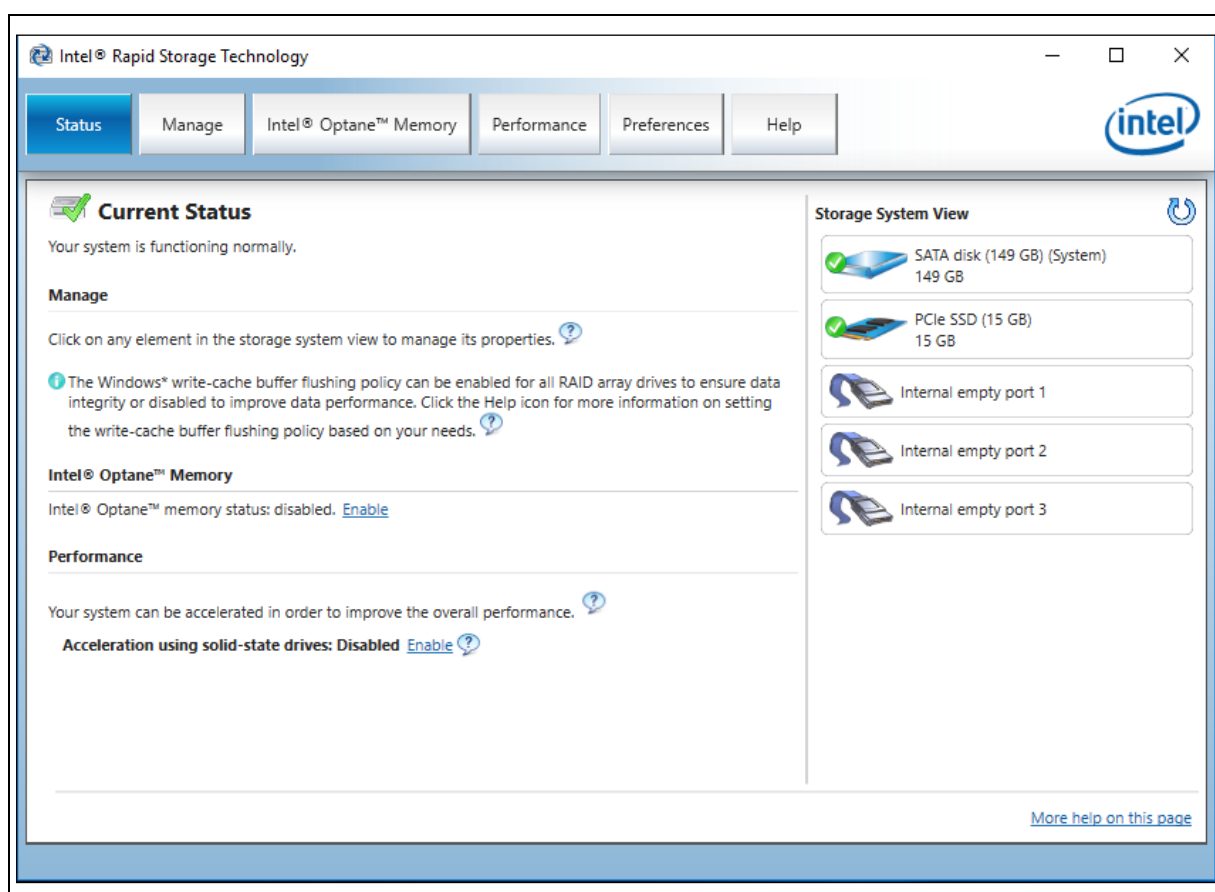 Intel® Rapid Storage Technology
Status
Manage
Intel® Optane™ Memory
Performance
Preferences
Help
intel
Current Status
Your system is functioning normally.
Manage
Click on any element in the storage system view to manage its properties.
The Windows* write-cache buffer flushing policy can be enabled for all RAID array drives to ensure data
integrity or disabled to improve data performance. Click the Help icon for more information on setting
the write-cache buffer flushing policy based on your needs.
Intel® Optane™ Memory
Intel® Optane™ memory status: disabled. Enable
Performance
Your system can be accelerated in order to improve the overall performance.
Acceleration using solid-state drives: Disabled Enable
Storage System View
SATA disk (149 GB) (System)
149 GB
PCIe SSD (15 GB)
15 GB
Internal empty port 1
Internal empty port 2
Internal empty port 3
More help on this page